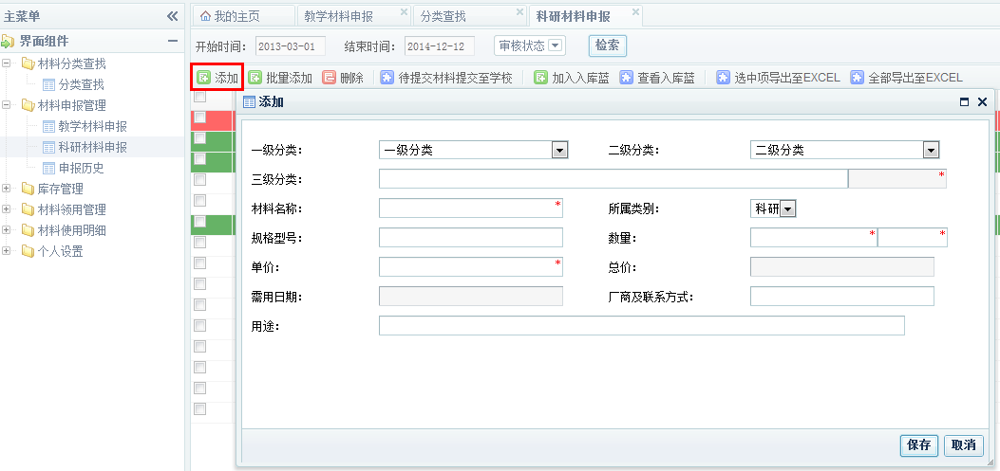 主菜单
界面组件
材料分类查找
分类查找
材料申报管理
教学材料申报
科研材料申报
申报历史
库存管理
材料领用管理
材料使用明细
个人设置
我的主页 教学材料申报 分类查找 科研材料申报
开始时间: 2013-03-01 结束时间: 2014-12-12 审核状态 检索
添加 批量添加 删除 待提交材料提交至学校 加入入库蓝 查看入库蓝 选中项导出至EXCEL 全部导出至EXCEL
添加
一级分类: 一级分类 二级分类: 二级分类
三级分类: *
材料名称: * 所属类别: 科研
规格型号: 数量: * *
单价: * 总价:
需用日期: 厂商及联系方式:
用途:
保存 取消